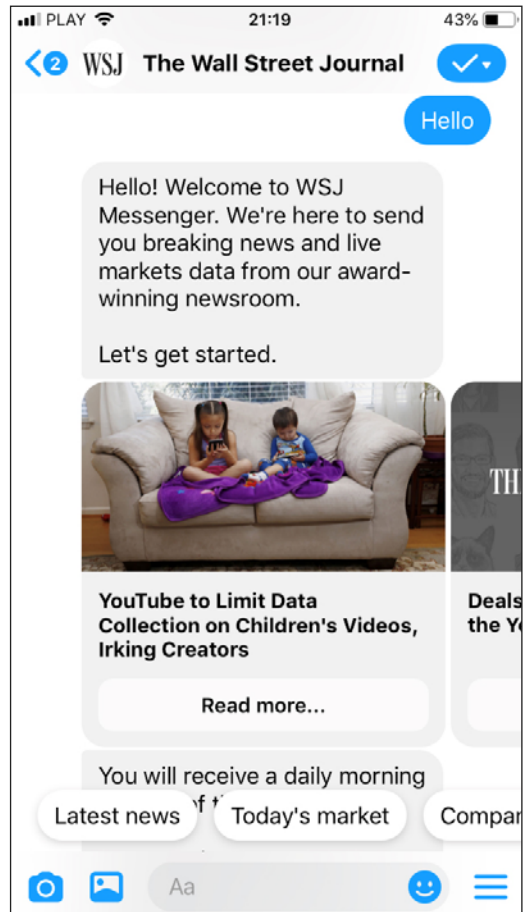 PLAY 21:19 43%
2 WSJ The Wall Street Journal
Hello
Hello! Welcome to WSJ
Messenger. We're here to send
you breaking news and live
markets data from our award-
winning newsroom.
Let's get started.
TH
YouTube to Limit Data
Collection on Children's Videos,
Irking Creators
Deals
the Y
Read more...
You will receive a daily morning
of
Latest news
Today's market
Compar
Aa